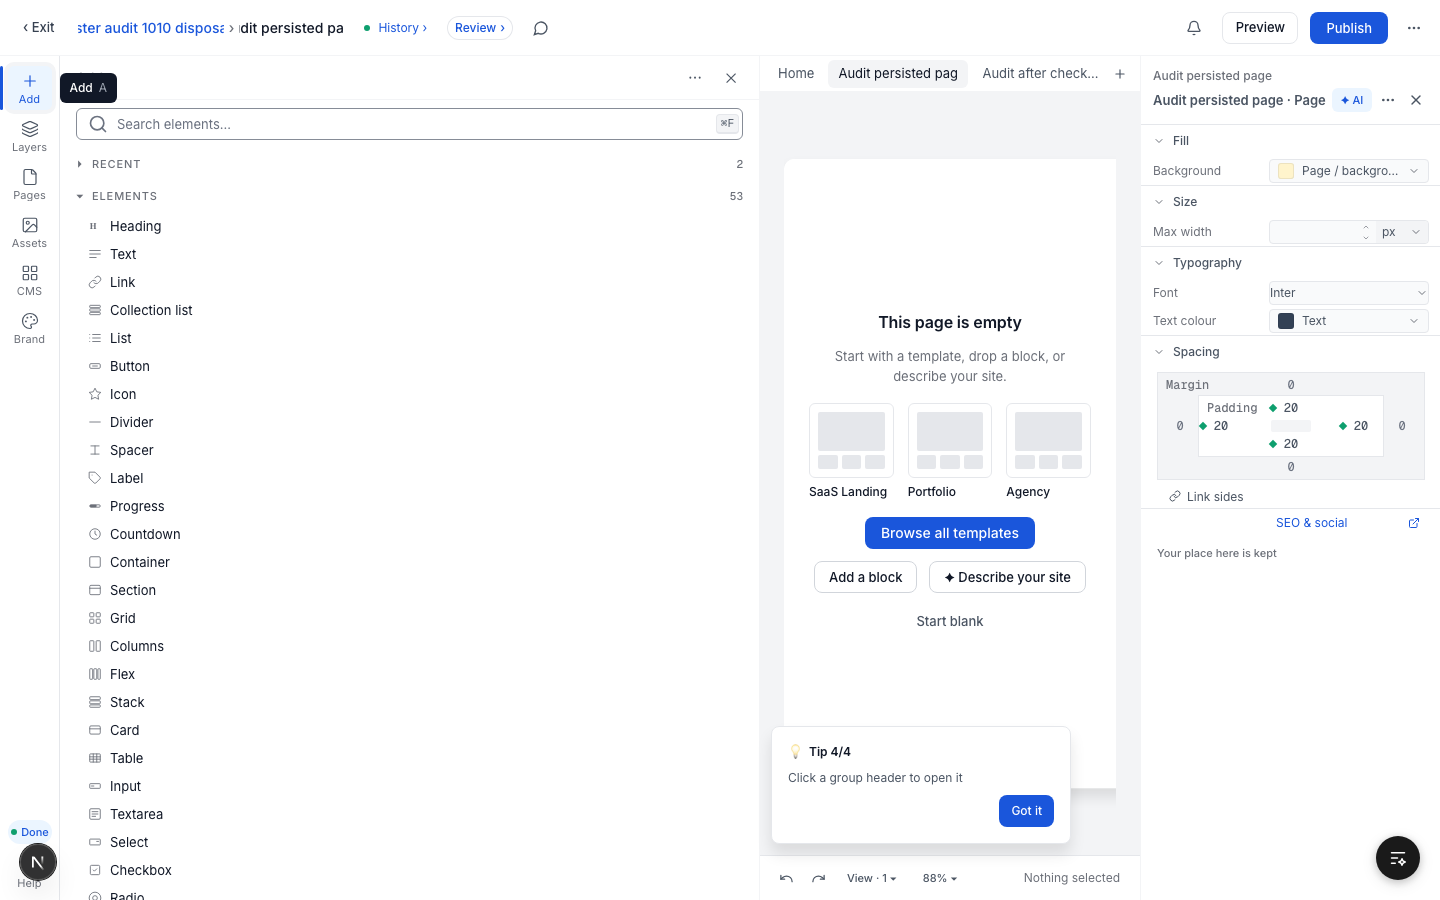 ‹ Exit
ster audit 1010 disposa › dit persisted pa
History ›
Review ›
Preview
Publish
Add
Layers
Pages
Assets
CMS
Brand
Done
N
Help
Add A
Search elements...
⌘F
RECENT
2
ELEMENTS
53
Heading
Text
Link
Collection list
List
Button
Icon
Divider
Spacer
Label
Progress
Countdown
Container
Section
Grid
Columns
Flex
Stack
Card
Table
Input
Textarea
Select
Checkbox
Radio
Home
Audit persisted pag
Audit after check...
This page is empty
Start with a template, drop a block, or
describe your site.
SaaS Landing
Portfolio
Agency
Browse all templates
Add a block
Describe your site
Start blank
Tip 4/4
Click a group header to open it
Got it
View · 1
88%
Nothing selected
Audit persisted page
Audit persisted page · Page
AI
Fill
Background
Page / backgro...
Size
Max width
px
Typography
Font
Inter
Text colour
Text
Spacing
Margin
0
Padding
20
0
20
20
0
20
0
Link sides
SEO & social
Your place here is kept